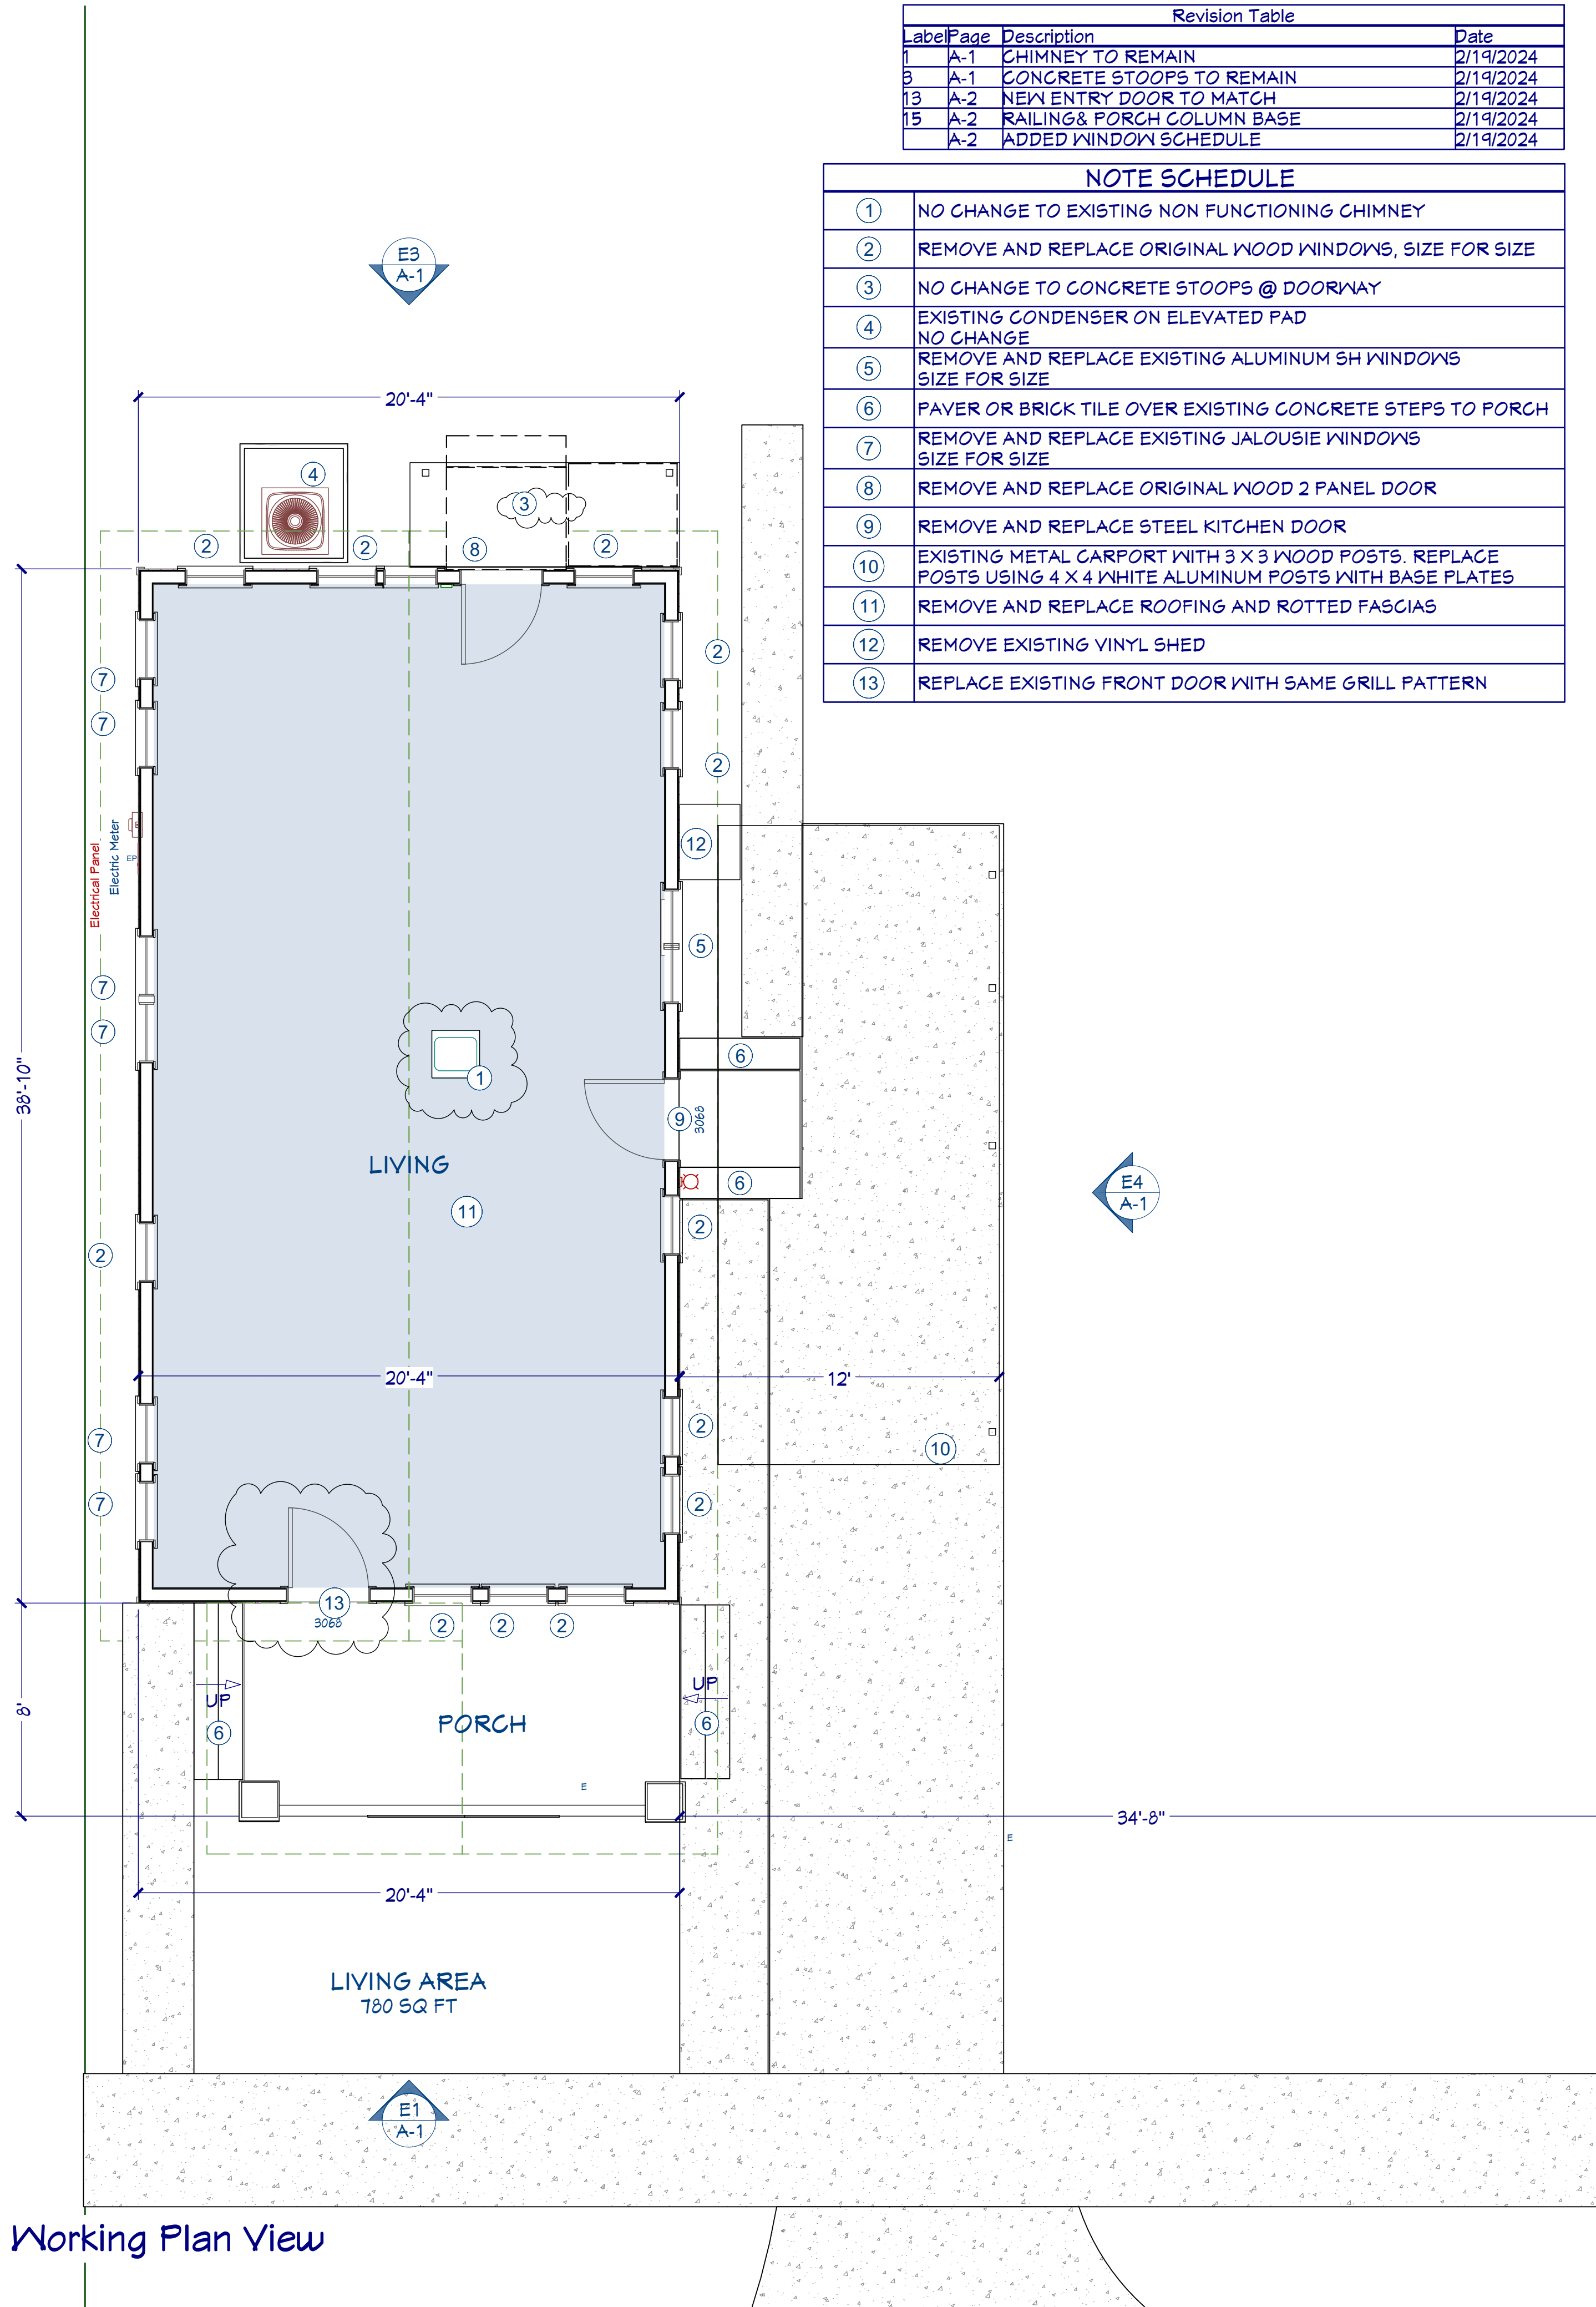 Revision Table
Label Page Description Date
1 A-1 CHIMNEY TO REMAIN 2/19/2024
3 A-1 CONCRETE STOOPS TO REMAIN 2/19/2024
13 A-2 NEW ENTRY DOOR TO MATCH 2/19/2024
15 A-2 RAILING& PORCH COLUMN BASE 2/19/2024
A-2 ADDED WINDOW SCHEDULE 2/19/2024
NOTE SCHEDULE
1 NO CHANGE TO EXISTING NON FUNCTIONING CHIMNEY
2 REMOVE AND REPLACE ORIGINAL WOOD WINDOWS, SIZE FOR SIZE
3 NO CHANGE TO CONCRETE STOOPS @ DOORWAY
4 EXISTING CONDENSER ON ELEVATED PAD
NO CHANGE
5 REMOVE AND REPLACE EXISTING ALUMINUM SH WINDOWS
SIZE FOR SIZE
6 PAVER OR BRICK TILE OVER EXISTING CONCRETE STEPS TO PORCH
7 REMOVE AND REPLACE EXISTING JALOUSIE WINDOWS
SIZE FOR SIZE
8 REMOVE AND REPLACE ORIGINAL WOOD 2 PANEL DOOR
9 REMOVE AND REPLACE STEEL KITCHEN DOOR
10 EXISTING METAL CARPORT WITH 3 X 3 WOOD POSTS. REPLACE
POSTS USING 4 X 4 WHITE ALUMINUM POSTS WITH BASE PLATES
11 REMOVE AND REPLACE ROOFING AND ROTTED FASCIAS
12 REMOVE EXISTING VINYL SHED
13 REPLACE EXISTING FRONT DOOR WITH SAME GRILL PATTERN
E3
A-1
20'-4"
4
3
2
2
8
2
7
2
7
2
Electrical Panel
Electric Meter
E
EP
12
5
7
7
38'-10"
6
1
9
3068
LIVING
6
11
2
2
E4
A-1
20'-4"
12'
7
2
10
7
2
13
3068
2
2
2
8'
UP
6
UP
6
PORCH
E
34'-8"
E
20'-4"
LIVING AREA
780 SQ FT
E1
A-1
Working Plan View